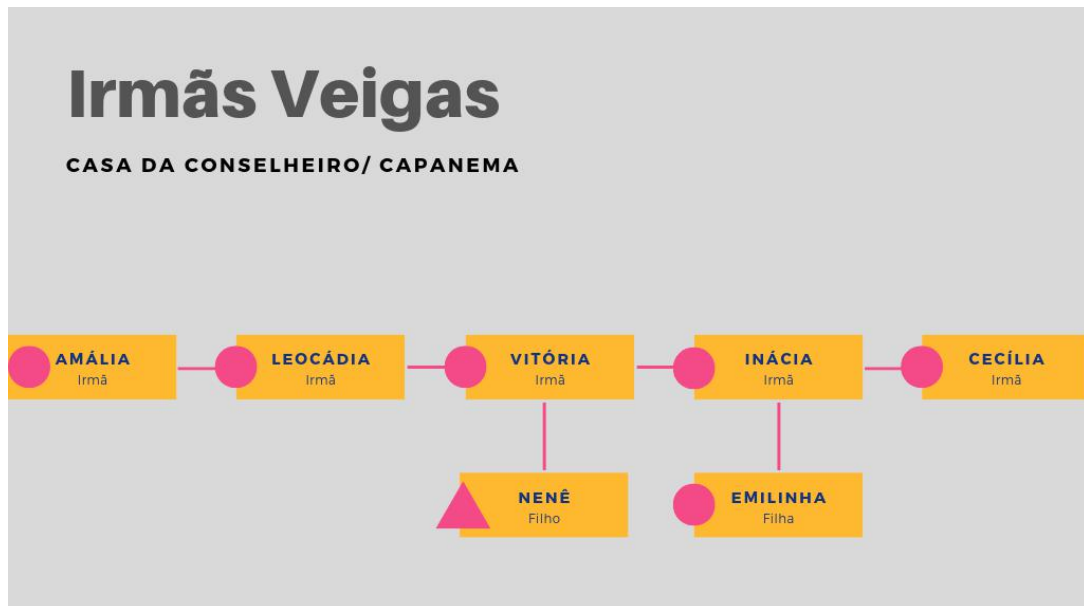 Irmãs Veigas
CASA DA CONSELHEIRO/ CAPANEMA
AMÁLIA
Irmã
LEOCÁDIA
Irmã
VITÓRIA
Irmã
INÁCIA
Irmã
CECÍLIA
Irmã
NENÊ
Filho
EMILINHA
Filha